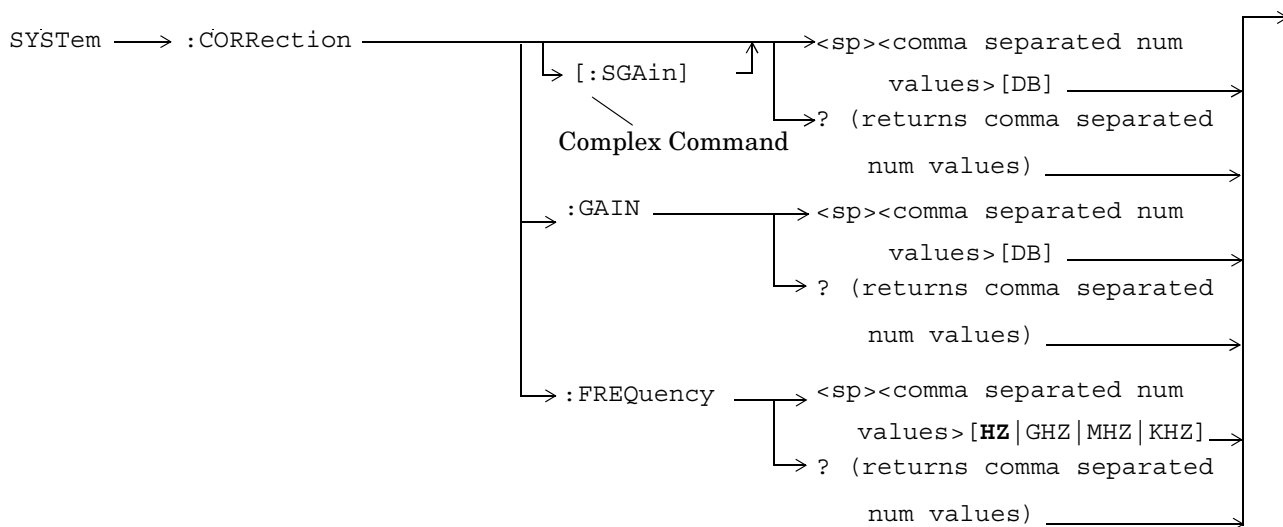 SYSTem :CORRection <sp><comma separated num
[:SGAin] values>[DB]
? (returns comma separated
Complex Command
num values)
:GAIN <sp><comma separated num
values>[DB]
? (returns comma separated
num values)
:FREQuency <sp><comma separated num
values>[HZ|GHZ|MHZ|KHZ]
? (returns comma separated
num values)